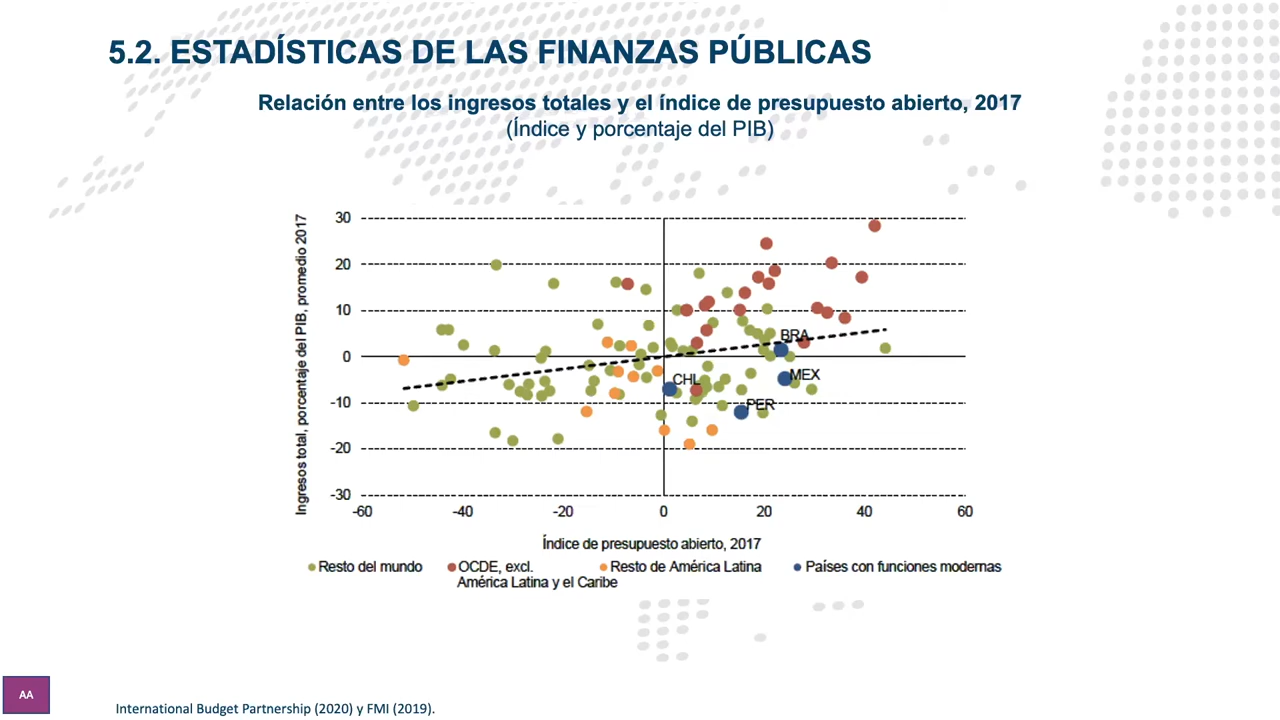 5.2. ESTADÍSTICAS DE LAS FINANZAS PÚBLICAS
Relación entre los ingresos totales y el índice de presupuesto abierto, 2017
(Índice y porcentaje del PIB)
Ingresos total, porcentaje del PIB, promedio 2017
30
20
10
0
-10
-20
-30
BRA
CHL
MEX
PER
-60
-40
-20
0
20
40
60
Índice de presupuesto abierto, 2017
Resto del mundo
OCDE, excl.
América Latina y el Caribe
Resto de América Latina
Países con funciones modernas
AA
International Budget Partnership (2020) y FMI (2019).